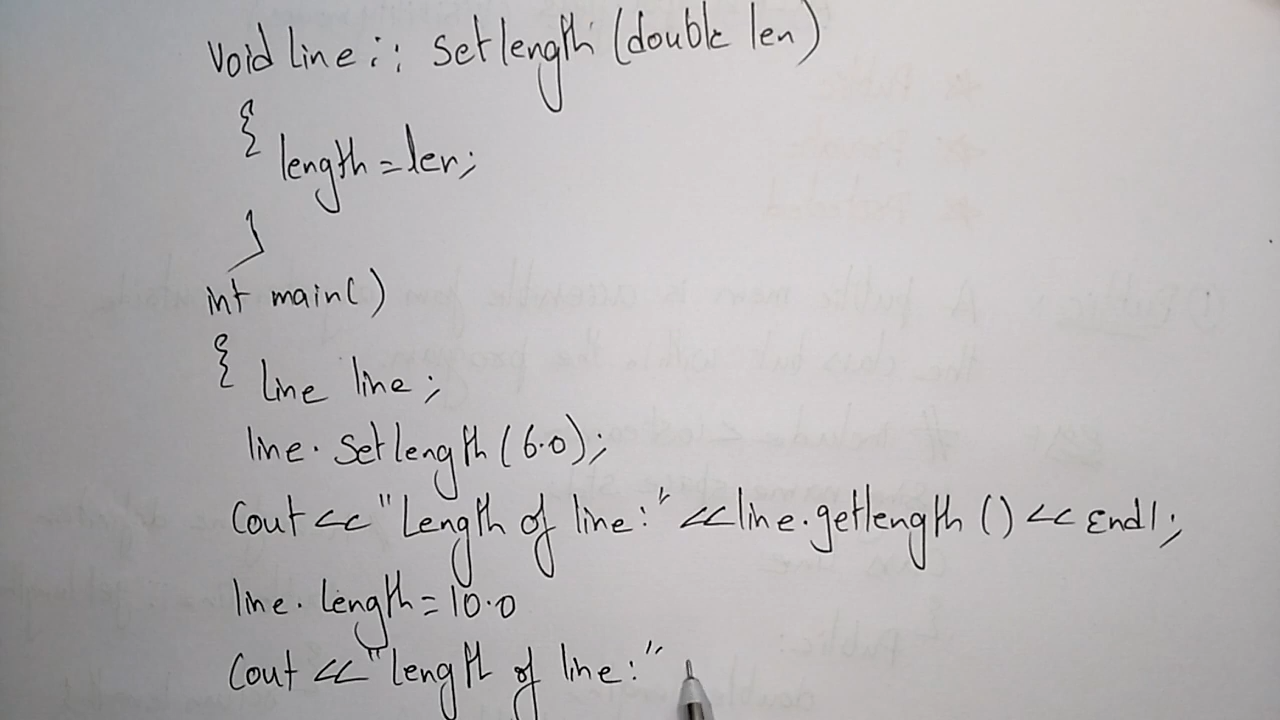 void line :: setlength (double len)
{
length = len;
}
int main()
{ line line ;
line. setlength (6.0);
Cout << "Length of line:" << line.getlength () << Endl;
line. length = 10.0
Cout << "length of line:"